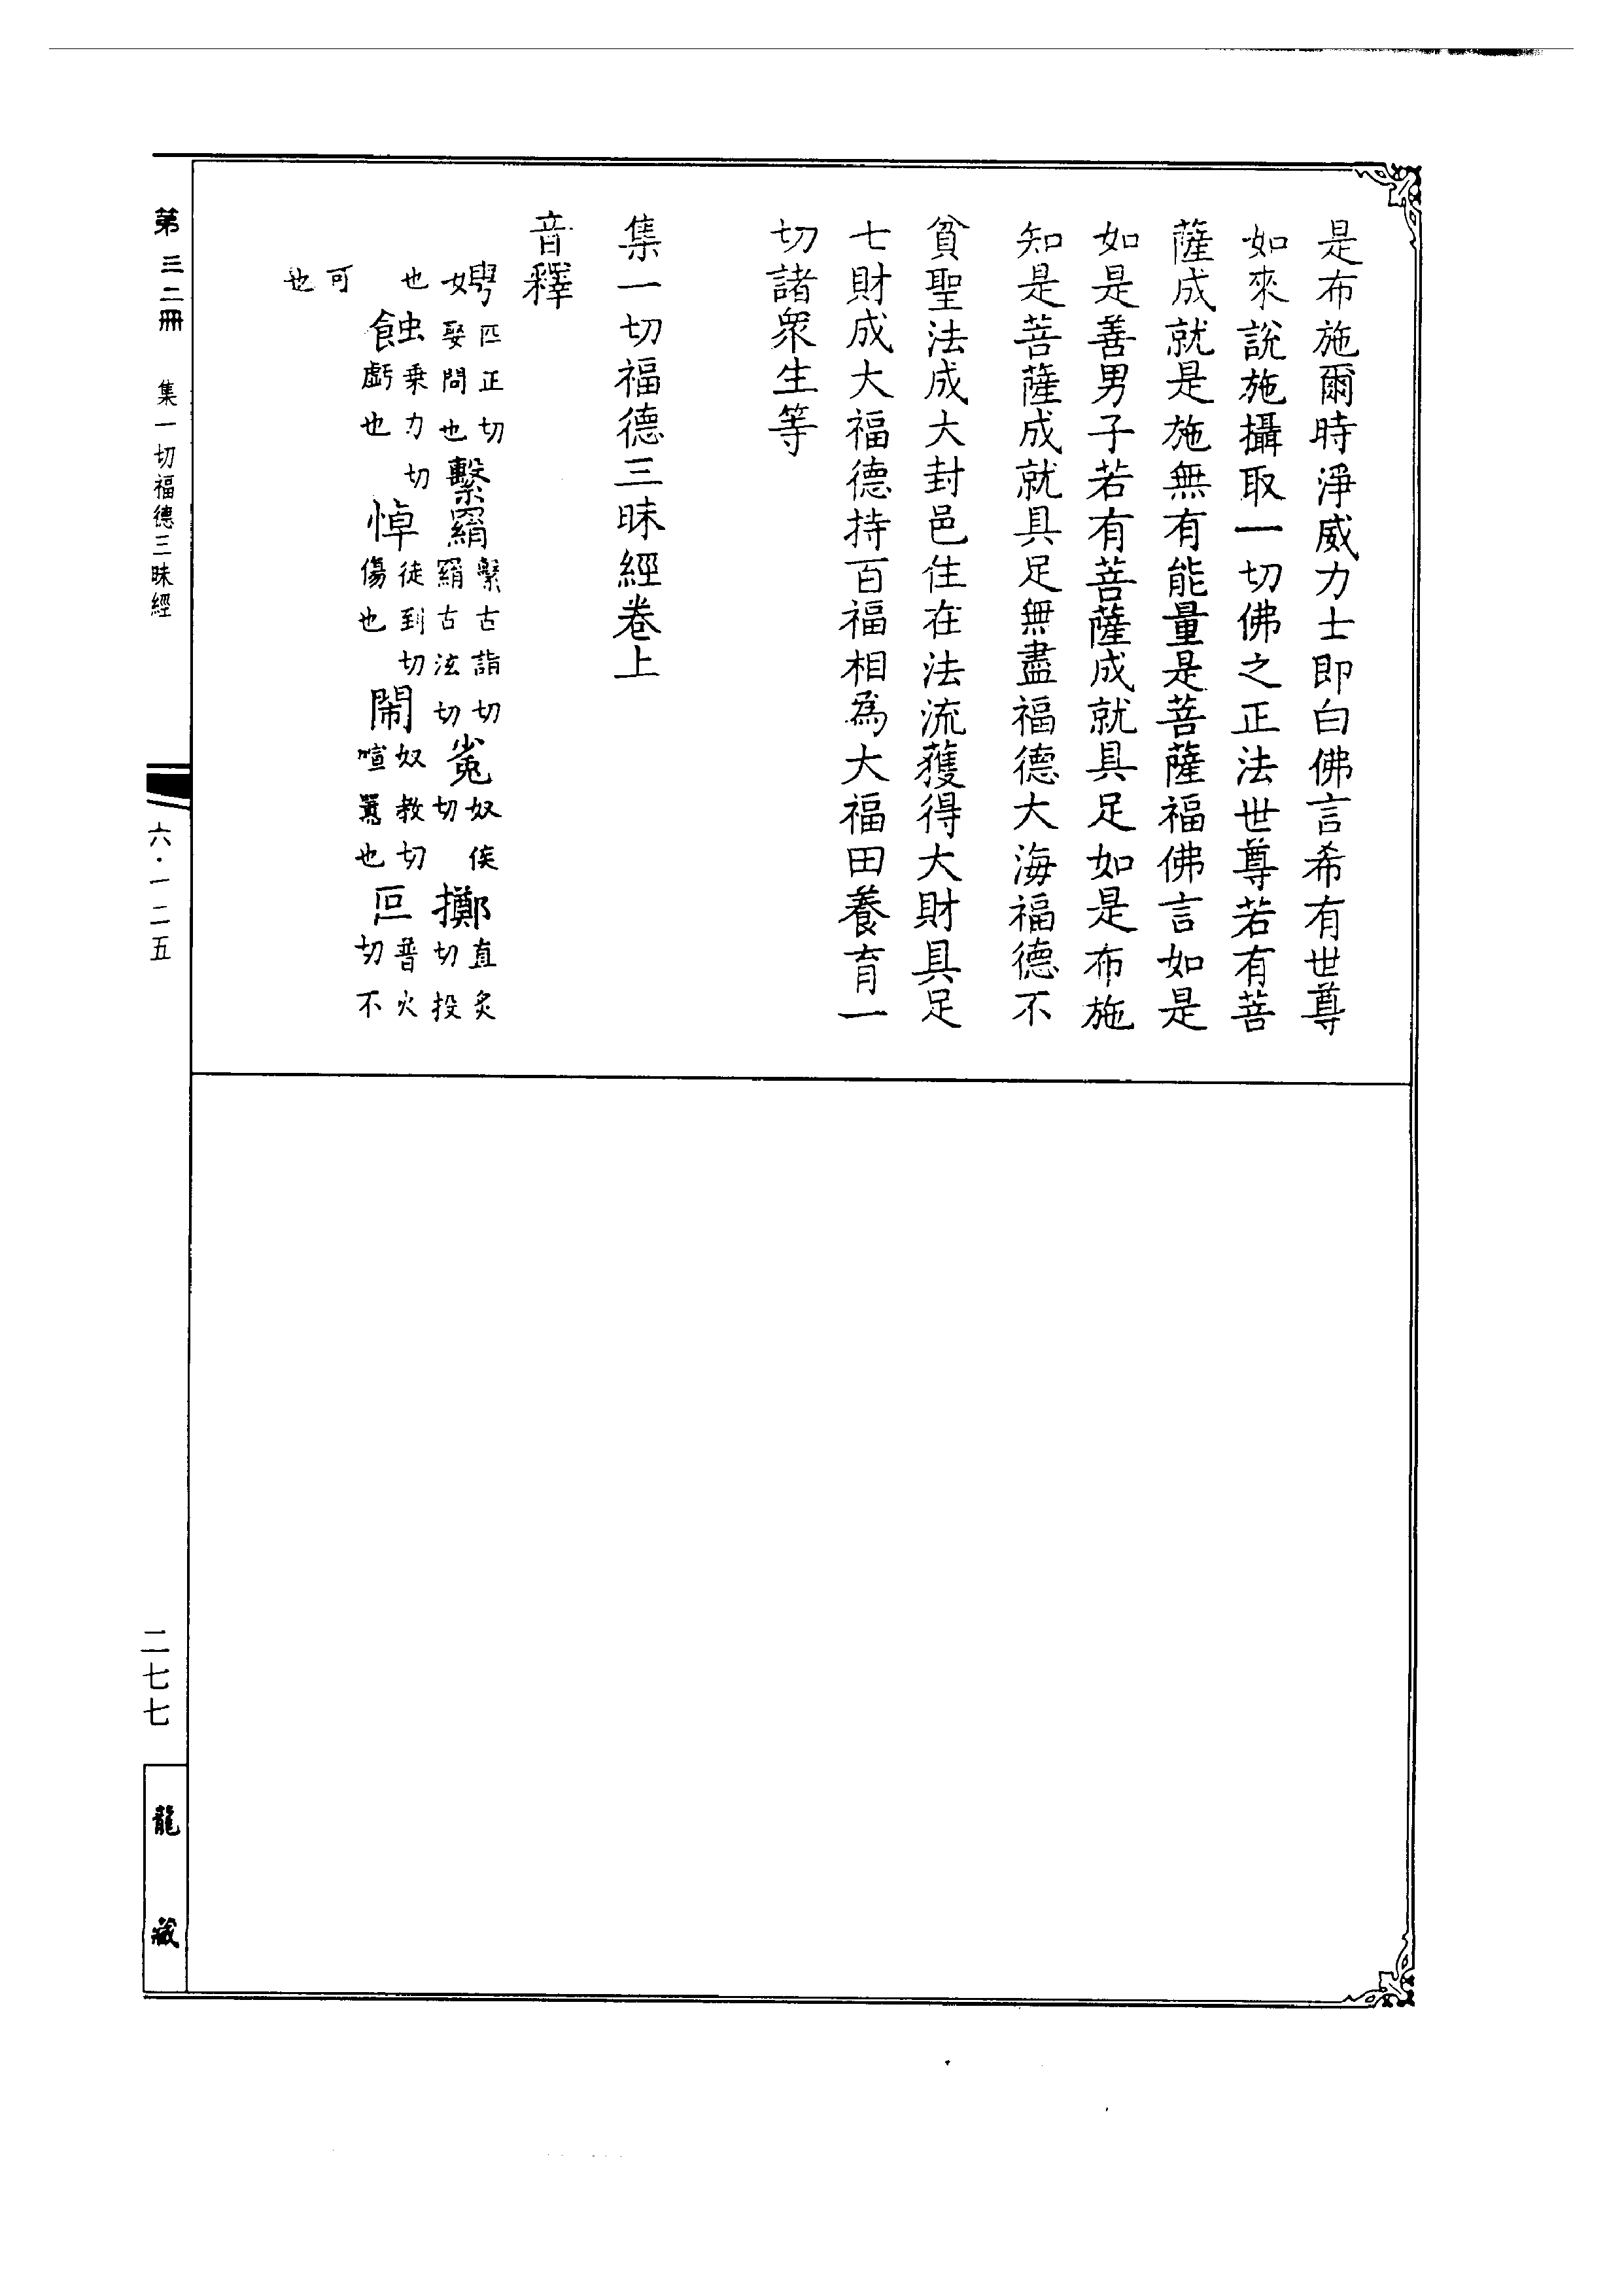 是布施爾時淨威力士即白佛言希有世尊
如來說施攝取一切佛之正法世尊若有菩
薩成就是施無有能量是菩薩福佛言如是
如是善男子若有菩薩成就具足如是布施
知是菩薩成就具足無盡福德大海福德不
貧聖法成大封邑住在法流獲得大財具足
七財成大福德持百福相為大福田養育一
切諸衆生等
集一切福德三昧經卷上
音釋
娉匹正切娶問也繫羂繫古詣切羂古泫切㝹奴侯切擲直炙切投
也蝕乗力切虧也悼徒到切傷也閙奴教切喧囂也叵普火切不
可也
第三二冊 集一切福德三昧經 六·一二五 二七七
龍藏